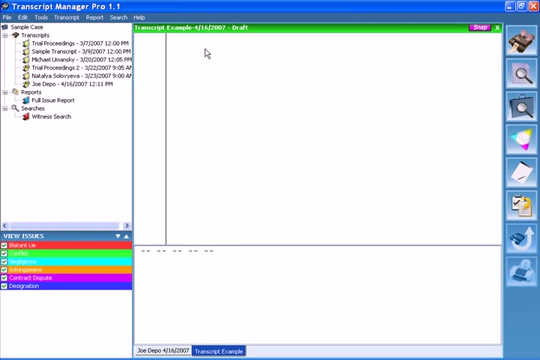 Transcript Manager Pro 1.1
File Edit Tools Transcript Report Search Help
Sample Case
Transcripts
Trial Proceedings - 3/7/2007 12:00 PM
Sample Transcript - 3/9/2007 12:00 PM
Michael Umansky - 3/20/2007 12:05 PM
Trial Proceedings 2 - 3/22/2007 9:05 AM
Natalya Solovyeva - 3/23/2007 9:00 AM
Joe Depo - 4/16/2007 12:11 PM
Reports
Full Issue Report
Searches
Witness Search
Transcript Example-4/16/2007 - Draft
Snap X
VIEW ISSUES
Blatant Lie
Conflict
Negligence
Infringement
Contract Dispute
Designation
-- -- -- -- --
Joe Depo 4/16/2007 Transcript Example